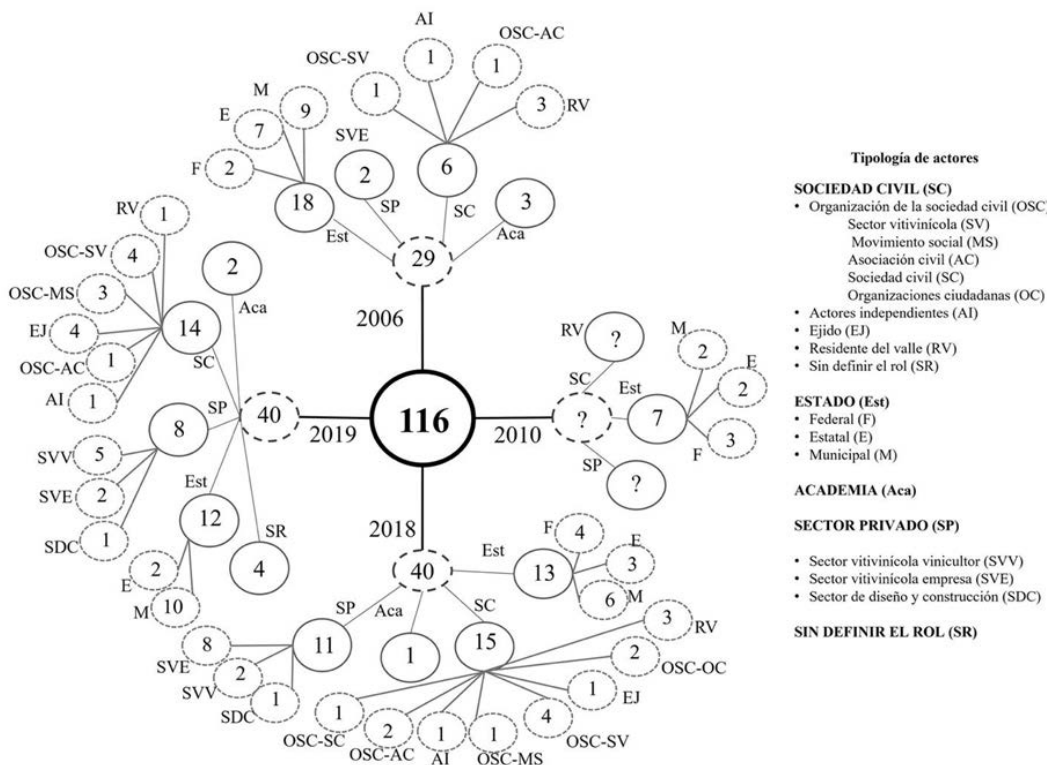 AI
OSC-AC
OSC-SV
1
1
1
3
RV
M
9
E
7
F
2
SVE
2
6
18
SP
SC
3
Est
Aca
29
2006
RV
1
OSC-SV
4
OSC-MS
3
EJ
4
OSC-AC
1
AI
1
14
SC
2
Aca
SP
8
40
2019
116
2010
SVV
5
SVE
2
SDC
1
Est
12
E
2
M
10
SR
4
RV
?
SC
?
SP
?
Est
7
M
2
E
2
3
F
2018
40
Est
13
F
4
E
3
6
M
SP
Aca
SC
11
1
15
8
SVE
2
SVV
1
SDC
3
RV
2
OSC-OC
1
EJ
4
OSC-SV
1
OSC-MS
1
AI
2
OSC-AC
1
OSC-SC
Tipología de actores
SOCIEDAD CIVIL (SC)
• Organización de la sociedad civil (OSC)
Sector vitivinícola (SV)
Movimiento social (MS)
Asociación civil (AC)
Sociedad civil (SC)
Organizaciones ciudadanas (OC)
• Actores independientes (AI)
• Ejido (EJ)
• Residente del valle (RV)
• Sin definir el rol (SR)
ESTADO (Est)
• Federal (F)
• Estatal (E)
• Municipal (M)
ACADEMIA (Aca)
SECTOR PRIVADO (SP)
• Sector vitivinícola vinicultor (SVV)
• Sector vitivinícola empresa (SVE)
• Sector de diseño y construcción (SDC)
SIN DEFINIR EL ROL (SR)